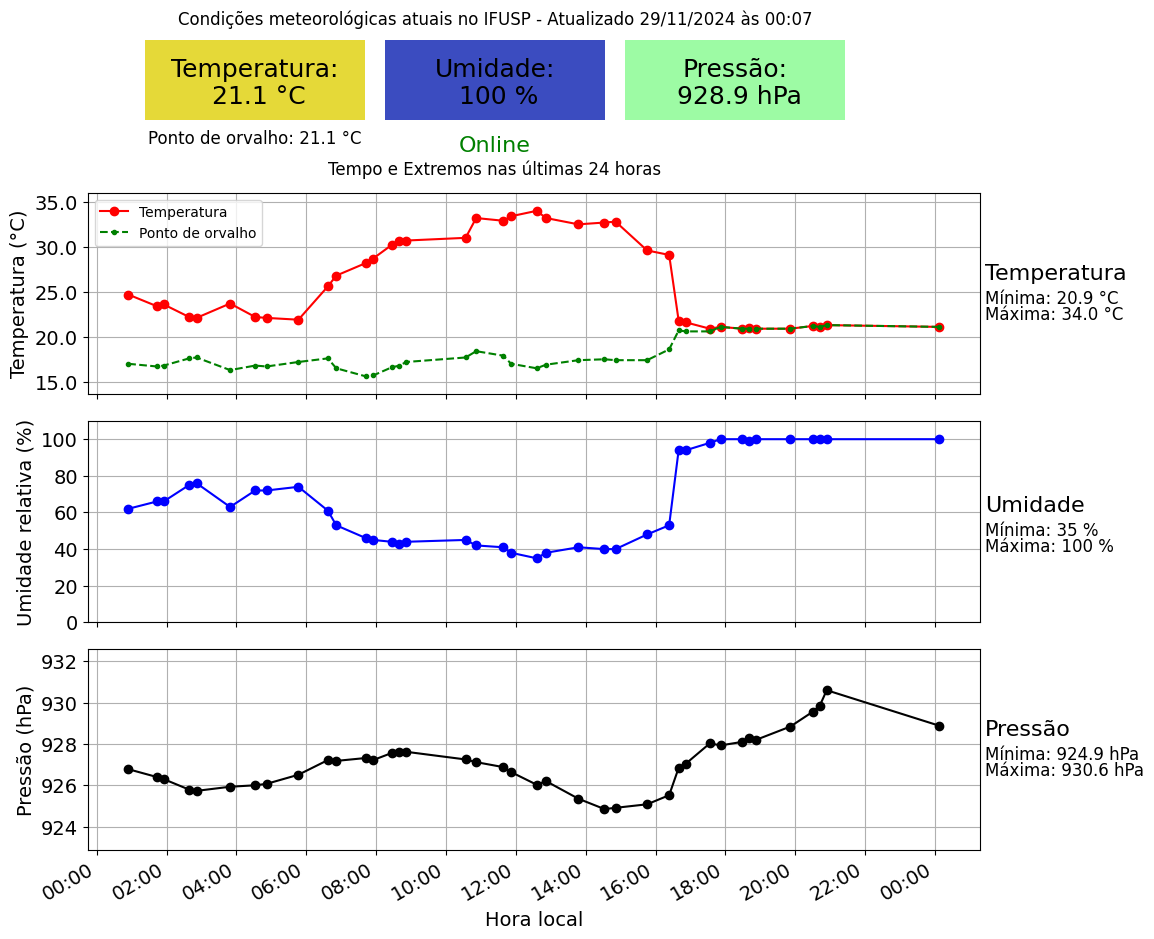 Condições meteorológicas atuais no IFUSP - Atualizado 29/11/2024 às 00:07
Temperatura:
21.1 °C
Umidade:
100 %
Pressão:
928.9 hPa
Ponto de orvalho: 21.1 °C
Online
Tempo e Extremos nas últimas 24 horas
Temperatura (°C)
35.0
30.0
25.0
20.0
15.0
Temperatura
Ponto de orvalho
Temperatura
Mínima: 20.9 °C
Máxima: 34.0 °C
Umidade relativa (%)
100
80
60
40
20
0
Umidade
Mínima: 35 %
Máxima: 100 %
Pressão (hPa)
932
930
928
926
924
Pressão
Mínima: 924.9 hPa
Máxima: 930.6 hPa
00:00 02:00 04:00 06:00 08:00 10:00 12:00 14:00 16:00 18:00 20:00 22:00 00:00
Hora local